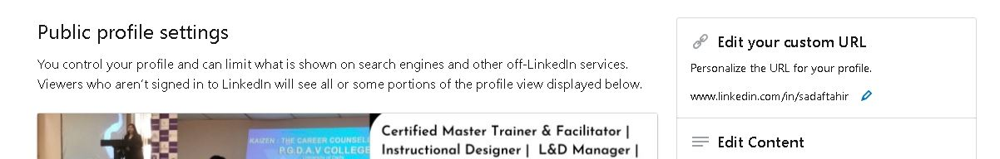 Public profile settings
You control your profile and can limit what is shown on search engines and other off-LinkedIn services.
Viewers who aren't signed in to LinkedIn will see all or some portions of the profile view displayed below.
KAIZEN : THE CAREER COUNSELI
P.G.D.A.V COLLEGE
Certified Master Trainer & Facilitator |
Instructional Designer | L&D Manager |
Edit your custom URL
Personalize the URL for your profile.
www.linkedin.com/in/sadaftahir
Edit Content